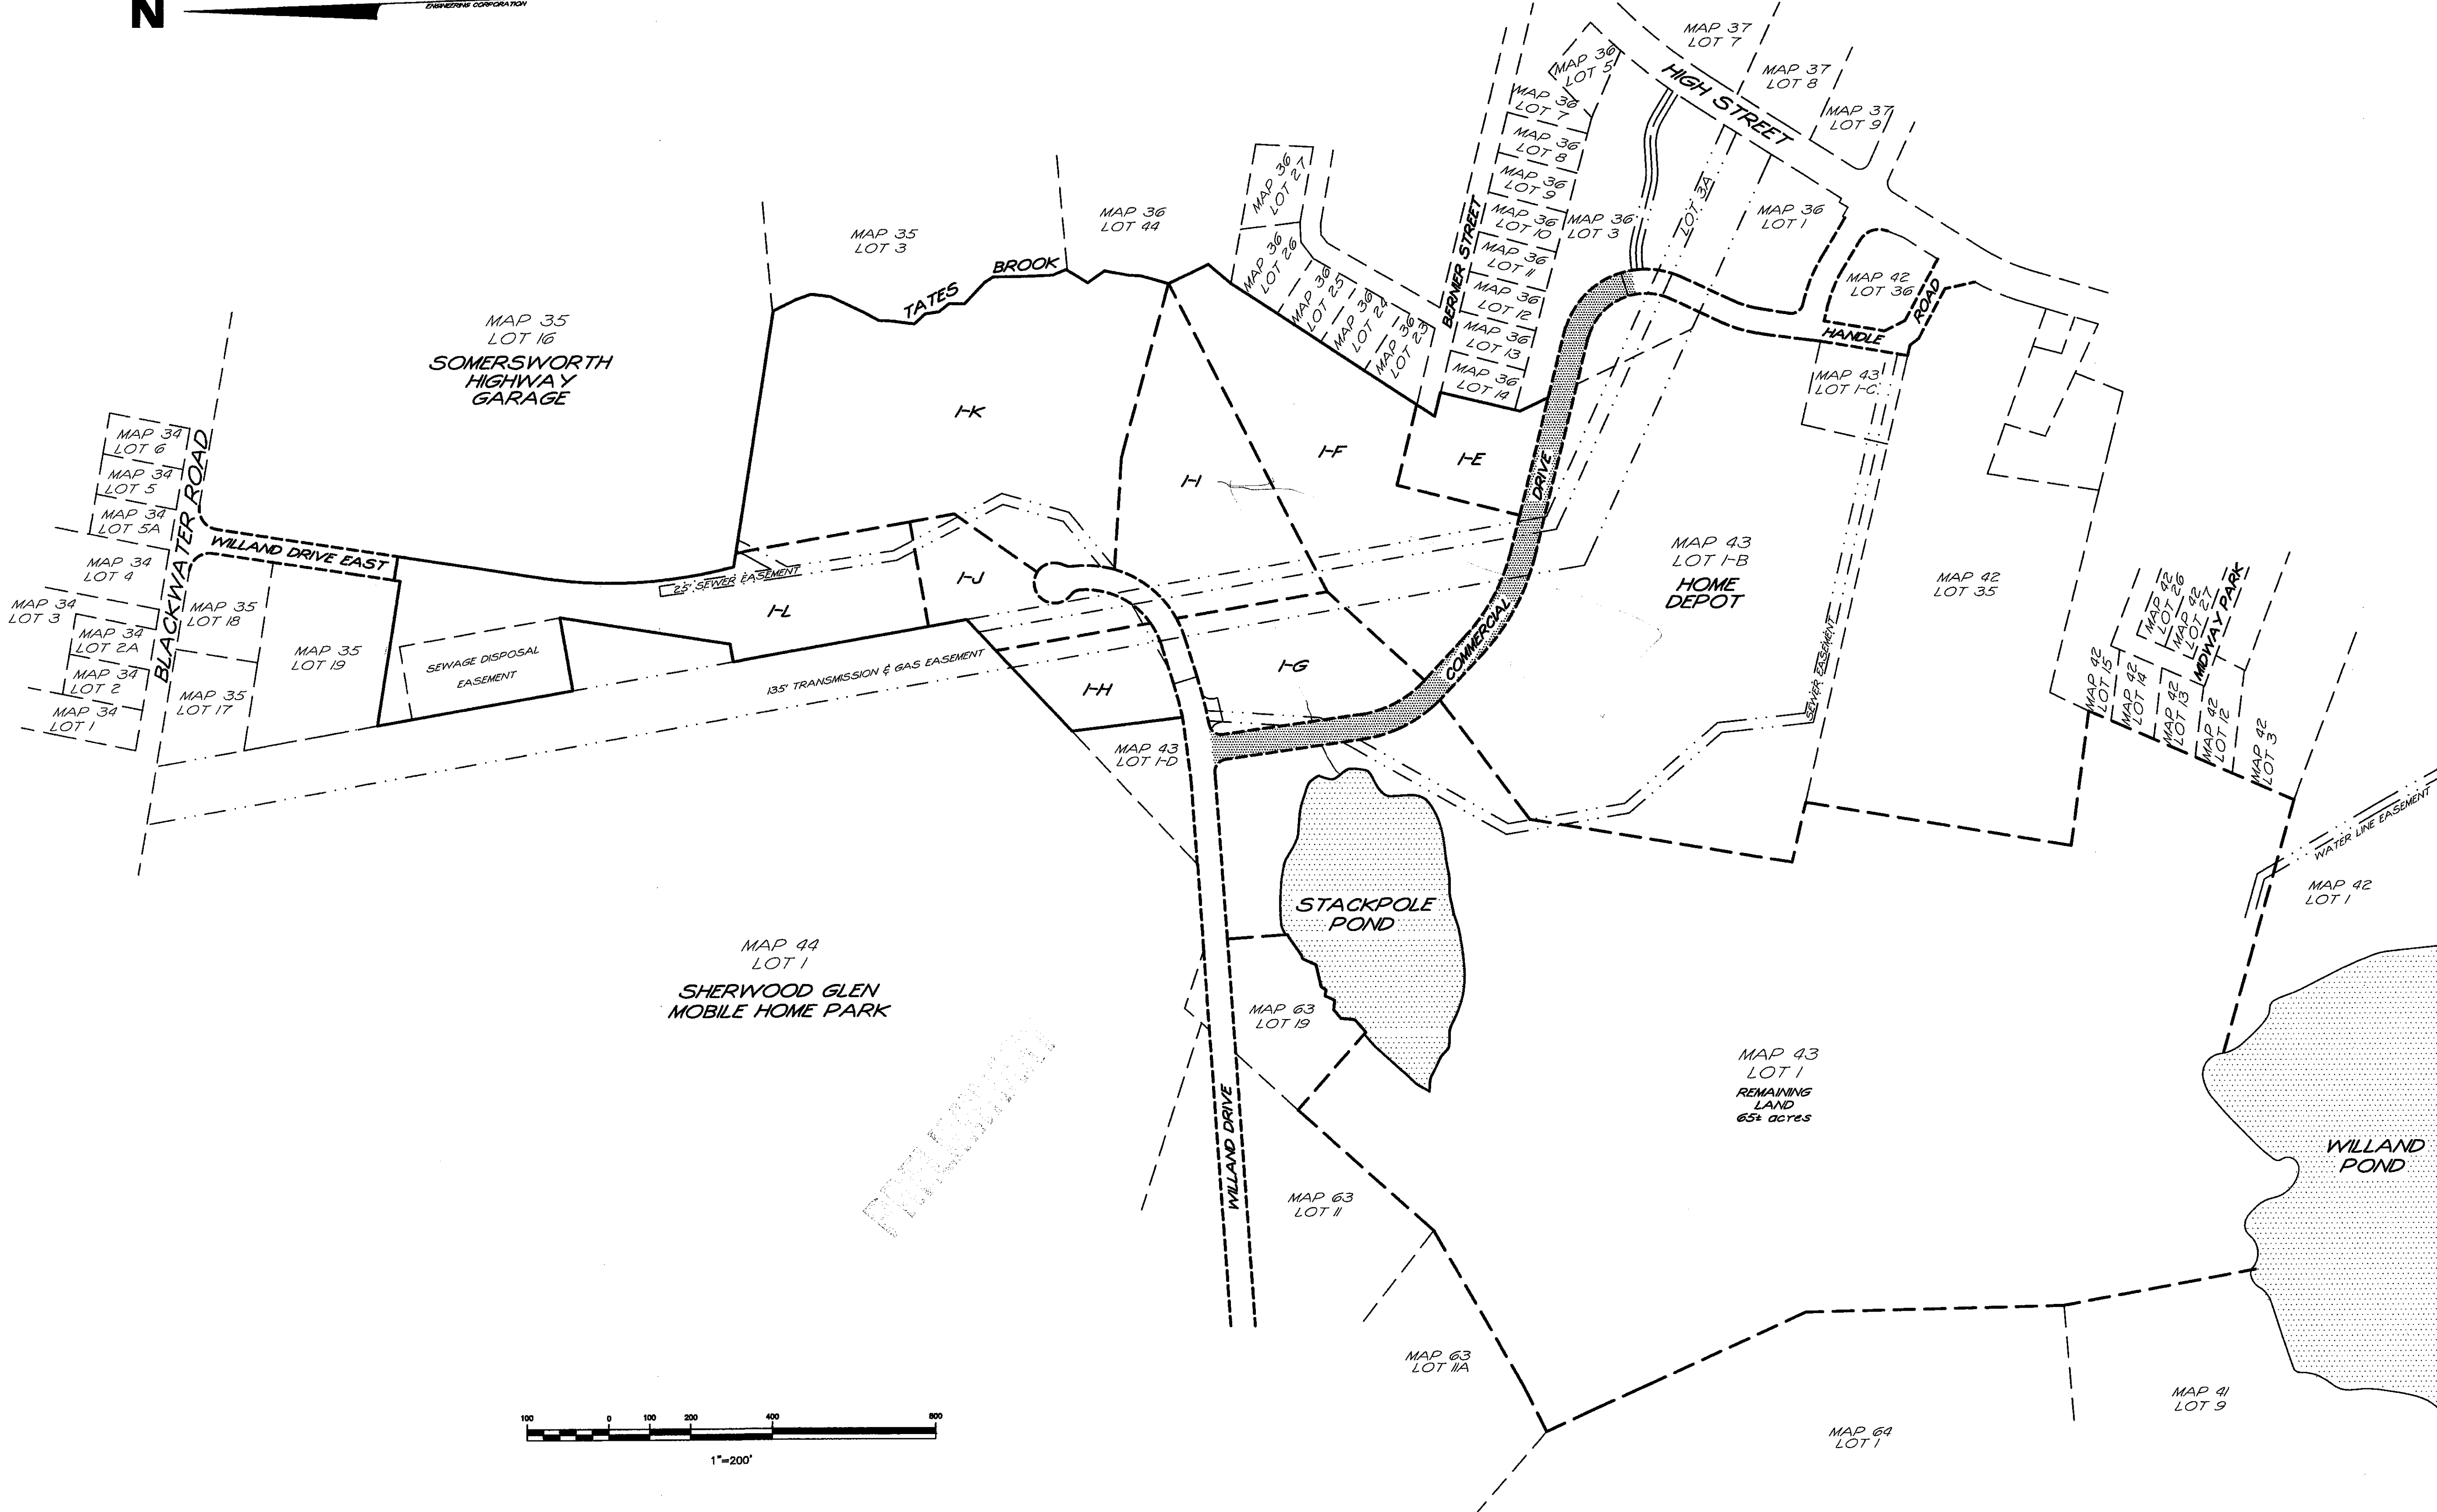 N
ENGINEERING CORPORATION
MAP 37
LOT 7
MAP 37
LOT 8
MAP 37
LOT 9
HIGH STREET
MAP 36
LOT 5
MAP 36
LOT 7
MAP 36
LOT 8
MAP 36
LOT 9
MAP 36
LOT 10
MAP 36
LOT 11
MAP 36
LOT 12
MAP 36
LOT 13
MAP 36
LOT 14
MAP 36
LOT 3
LOT 3A
MAP 36
LOT 1
MAP 42
LOT 36
HANDLE
ROAD
MAP 43
LOT 1-C
BERNIER STREET
MAP 36
LOT 27
MAP 36
LOT 26
MAP 36
LOT 25
MAP 36
LOT 24
MAP 36
LOT 23
MAP 36
LOT 44
MAP 35
LOT 3
TATES
BROOK
MAP 35
LOT 16
SOMERSWORTH
HIGHWAY
GARAGE
MAP 34
LOT 6
MAP 34
LOT 5
MAP 34
LOT 5A
MAP 34
LOT 4
MAP 34
LOT 3
MAP 34
LOT 2A
MAP 34
LOT 2
MAP 34
LOT 1
BLACKWATER ROAD
WILLAND DRIVE EAST
MAP 35
LOT 18
MAP 35
LOT 17
MAP 35
LOT 19
SEWAGE DISPOSAL
EASEMENT
25' SEWER EASEMENT
135' TRANSMISSION & GAS EASEMENT
1-K
1-I
1-F
1-E
1-J
1-L
1-G
1-H
MAP 43
LOT 1-D
COMMERCIAL
DRIVE
MAP 43
LOT 1-B
HOME
DEPOT
SEWER EASEMENT
MAP 42
LOT 35
MAP 42
LOT 26
MAP 42
LOT 27
MIDWAY PARK
MAP 42
LOT 15
MAP 42
LOT 14
MAP 42
LOT 13
MAP 42
LOT 12
MAP 42
LOT 3
WATER LINE EASEMENT
MAP 42
LOT 1
STACKPOLE
POND
MAP 44
LOT 1
SHERWOOD GLEN
MOBILE HOME PARK
PRELIMINARY
MAP 63
LOT 19
WILLAND DRIVE
MAP 63
LOT 11
MAP 63
LOT 11A
MAP 43
LOT 1
REMAINING
LAND
65± acres
WILLAND
POND
MAP 41
LOT 9
MAP 64
LOT 1
100 0 100 200 400 800
1"=200'